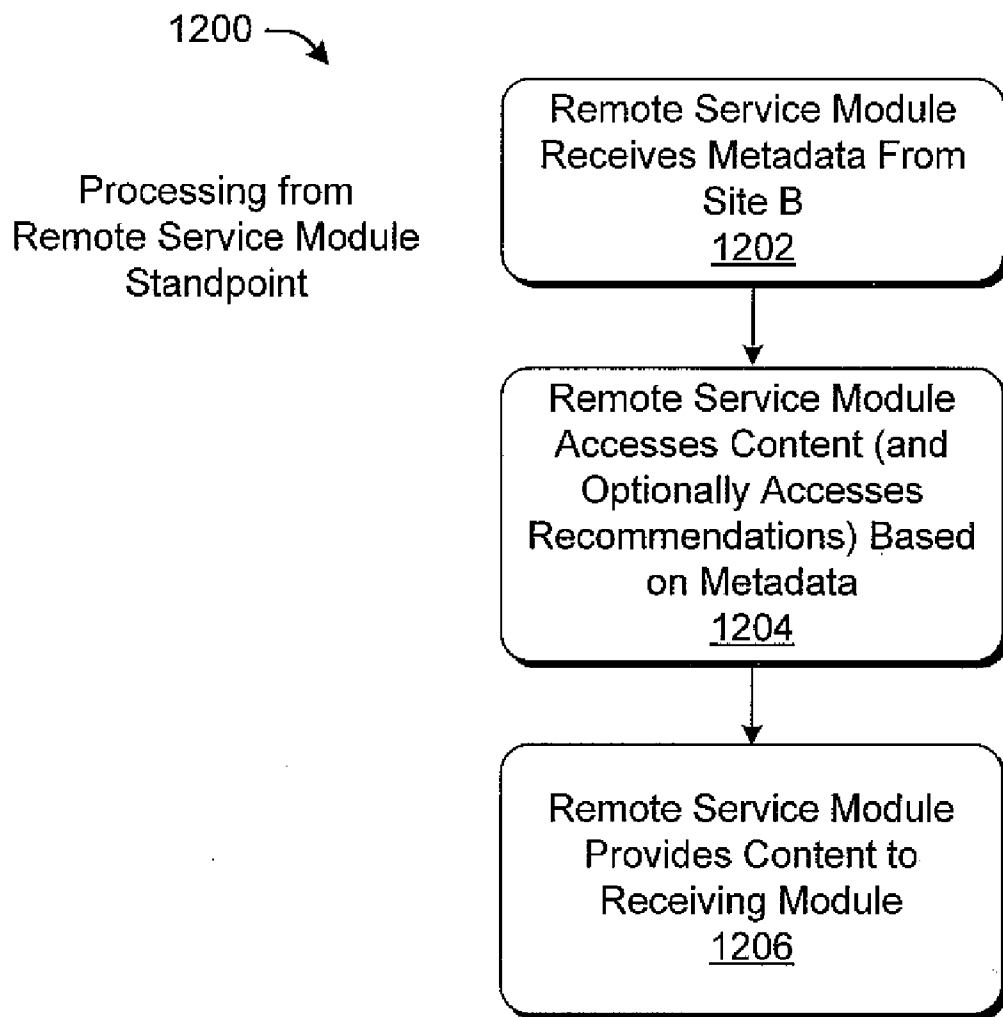 1200
Processing from
Remote Service Module
Standpoint
Remote Service Module
Receives Metadata From
Site B
1202
Remote Service Module
Accesses Content (and
Optionally Accesses
Recommendations) Based
on Metadata
1204
Remote Service Module
Provides Content to
Receiving Module
1206